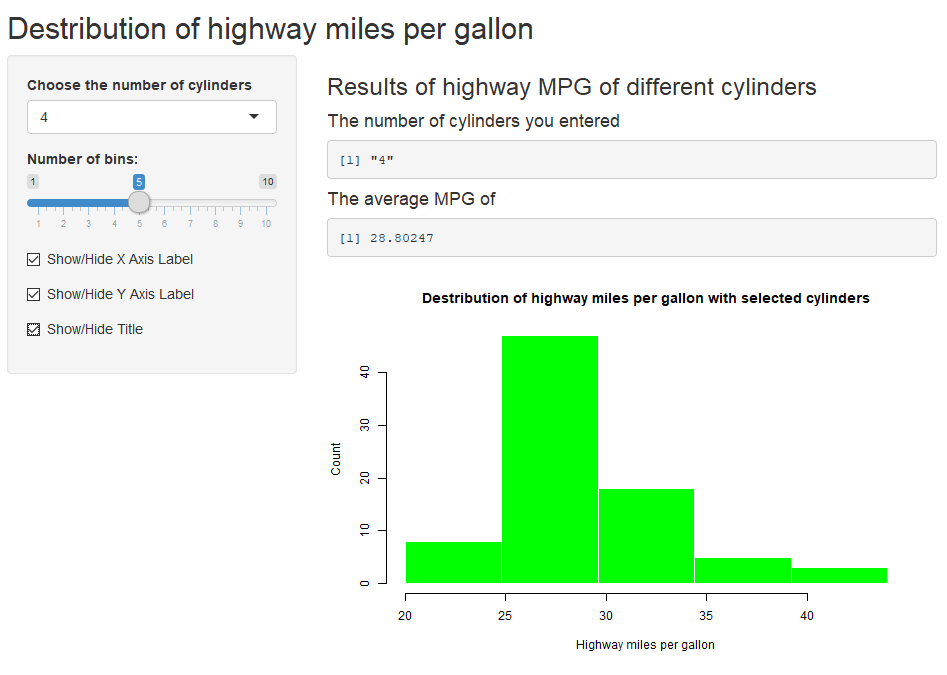 Destribution of highway miles per gallon
Choose the number of cylinders
4
Number of bins:
1 5 10
1 2 3 4 5 6 7 8 9 10
Show/Hide X Axis Label
Show/Hide Y Axis Label
Show/Hide Title
Results of highway MPG of different cylinders
The number of cylinders you entered
[1] "4"
The average MPG of
[1] 28.80247
Destribution of highway miles per gallon with selected cylinders
Count
40
30
20
10
0
20 25 30 35 40
Highway miles per gallon